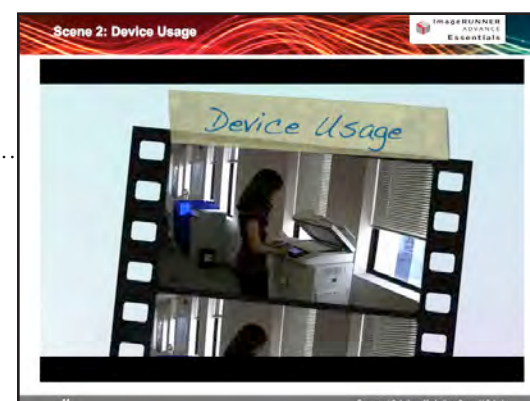 Scene 2: Device Usage
imageRUNNER
ADVANCE
Essentials
Device Usage